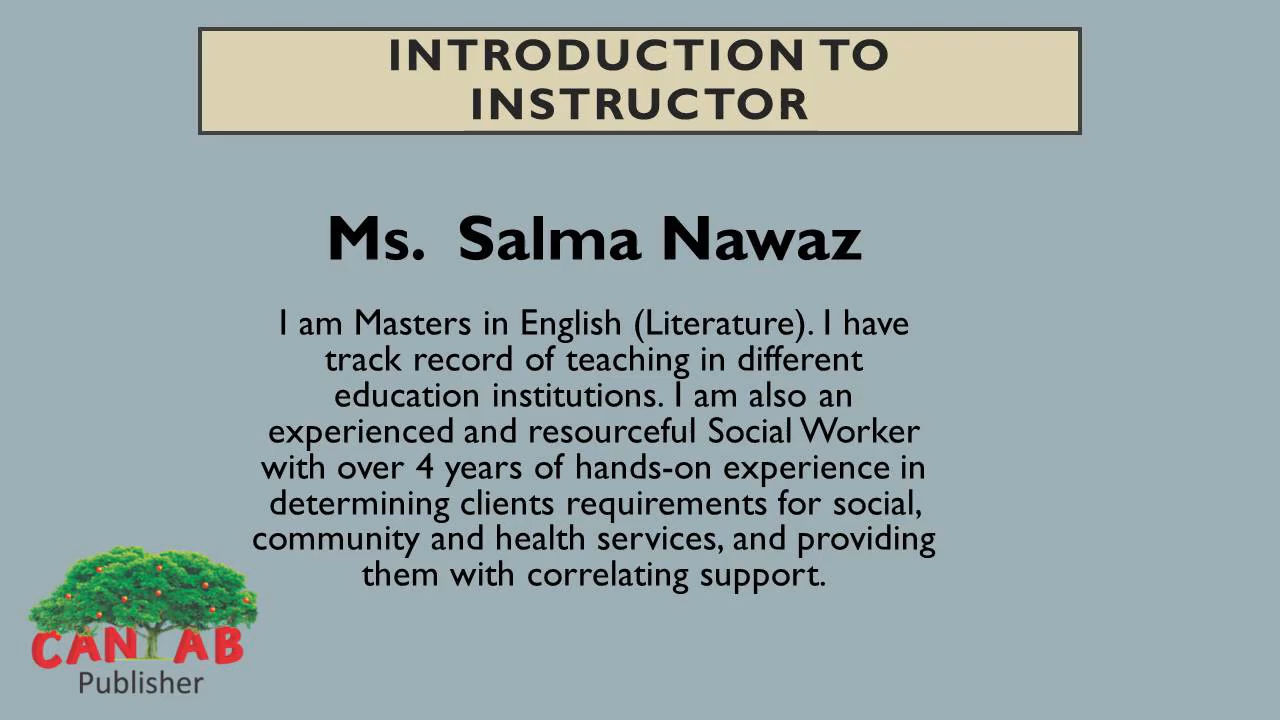 INTRODUCTION TO
INSTRUCTOR
Ms. Salma Nawaz
I am Masters in English (Literature). I have
track record of teaching in different
education institutions. I am also an
experienced and resourceful Social Worker
with over 4 years of hands-on experience in
determining clients requirements for social,
community and health services, and providing
them with correlating support.
CANTAB
Publisher